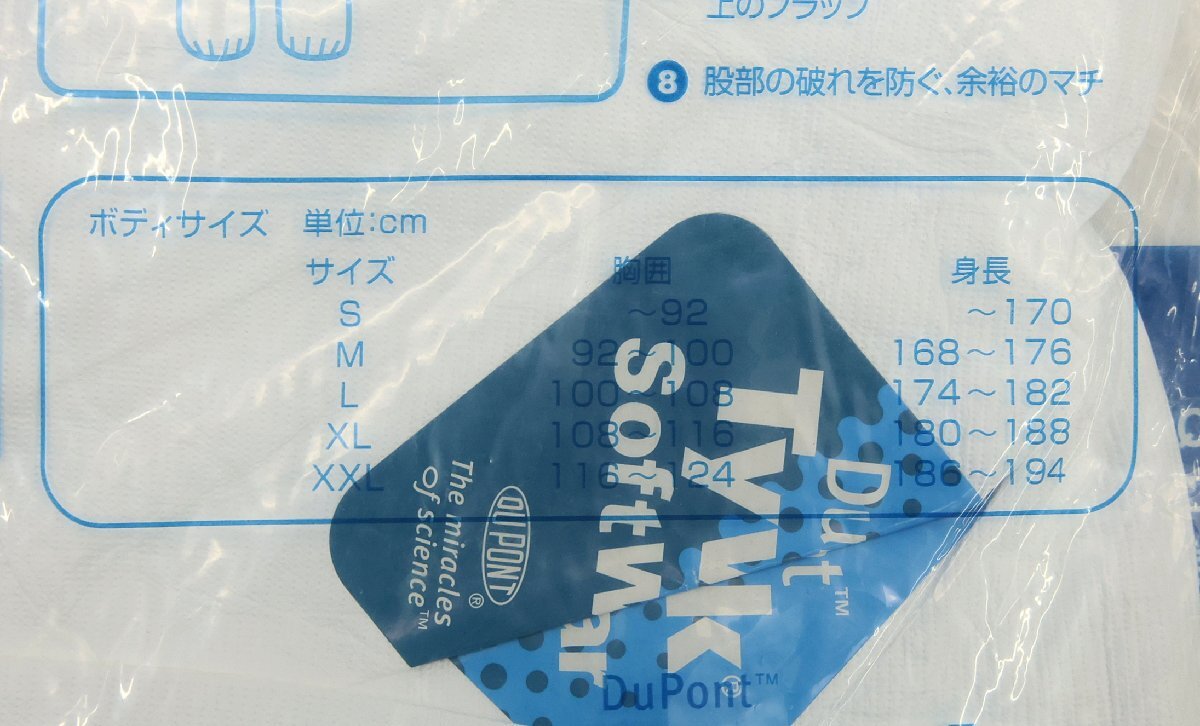 上のフラップ
8 股部の破れを防ぐ、余裕のマチ
ボディサイズ 単位:cm
サイズ 胸囲 身長
S ～92 ～170
M 92～100 168～176
L 100～108 174～182
XL 108～116 180～188
XXL 116～124 186～194
Tyvek®
softwar
DUPONT®
The miracles
of science™
DuPont™